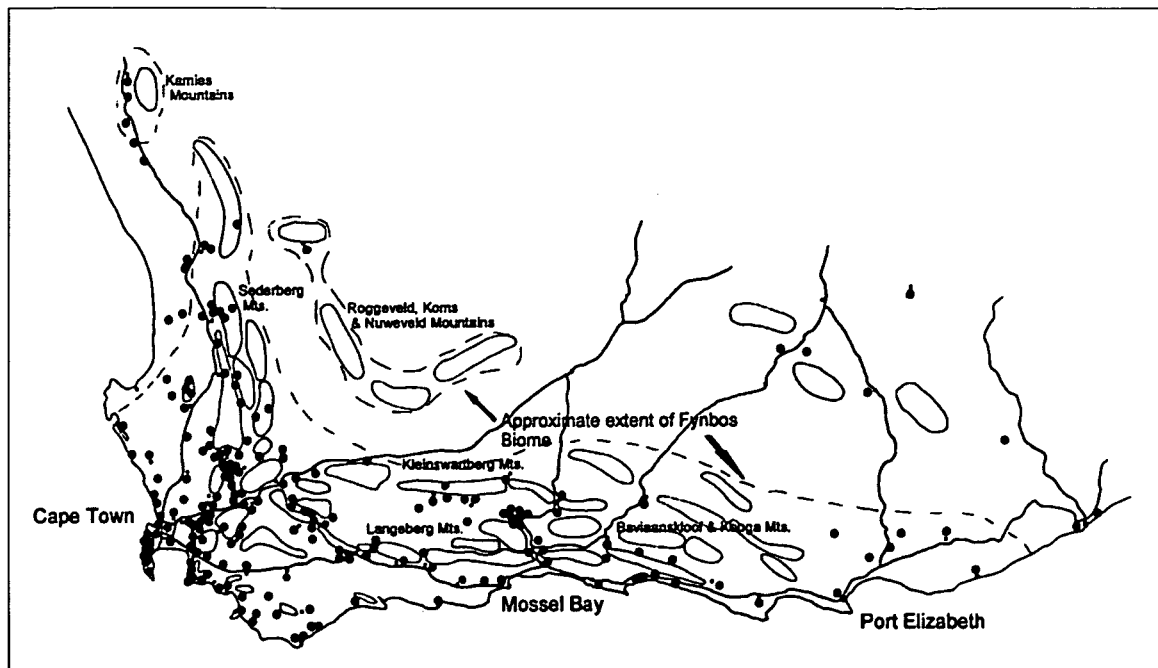 Kamies
Mountains
Sederberg
Mts.
Roggeveld, Koms
& Nuweveld Mountains
Approximate extent of Fynbos
Biome
Kleinswartberg Mts.
Cape Town
Langeberg Mts.
Baviaanskloof & Kouga Mts.
Mossel Bay
Port Elizabeth